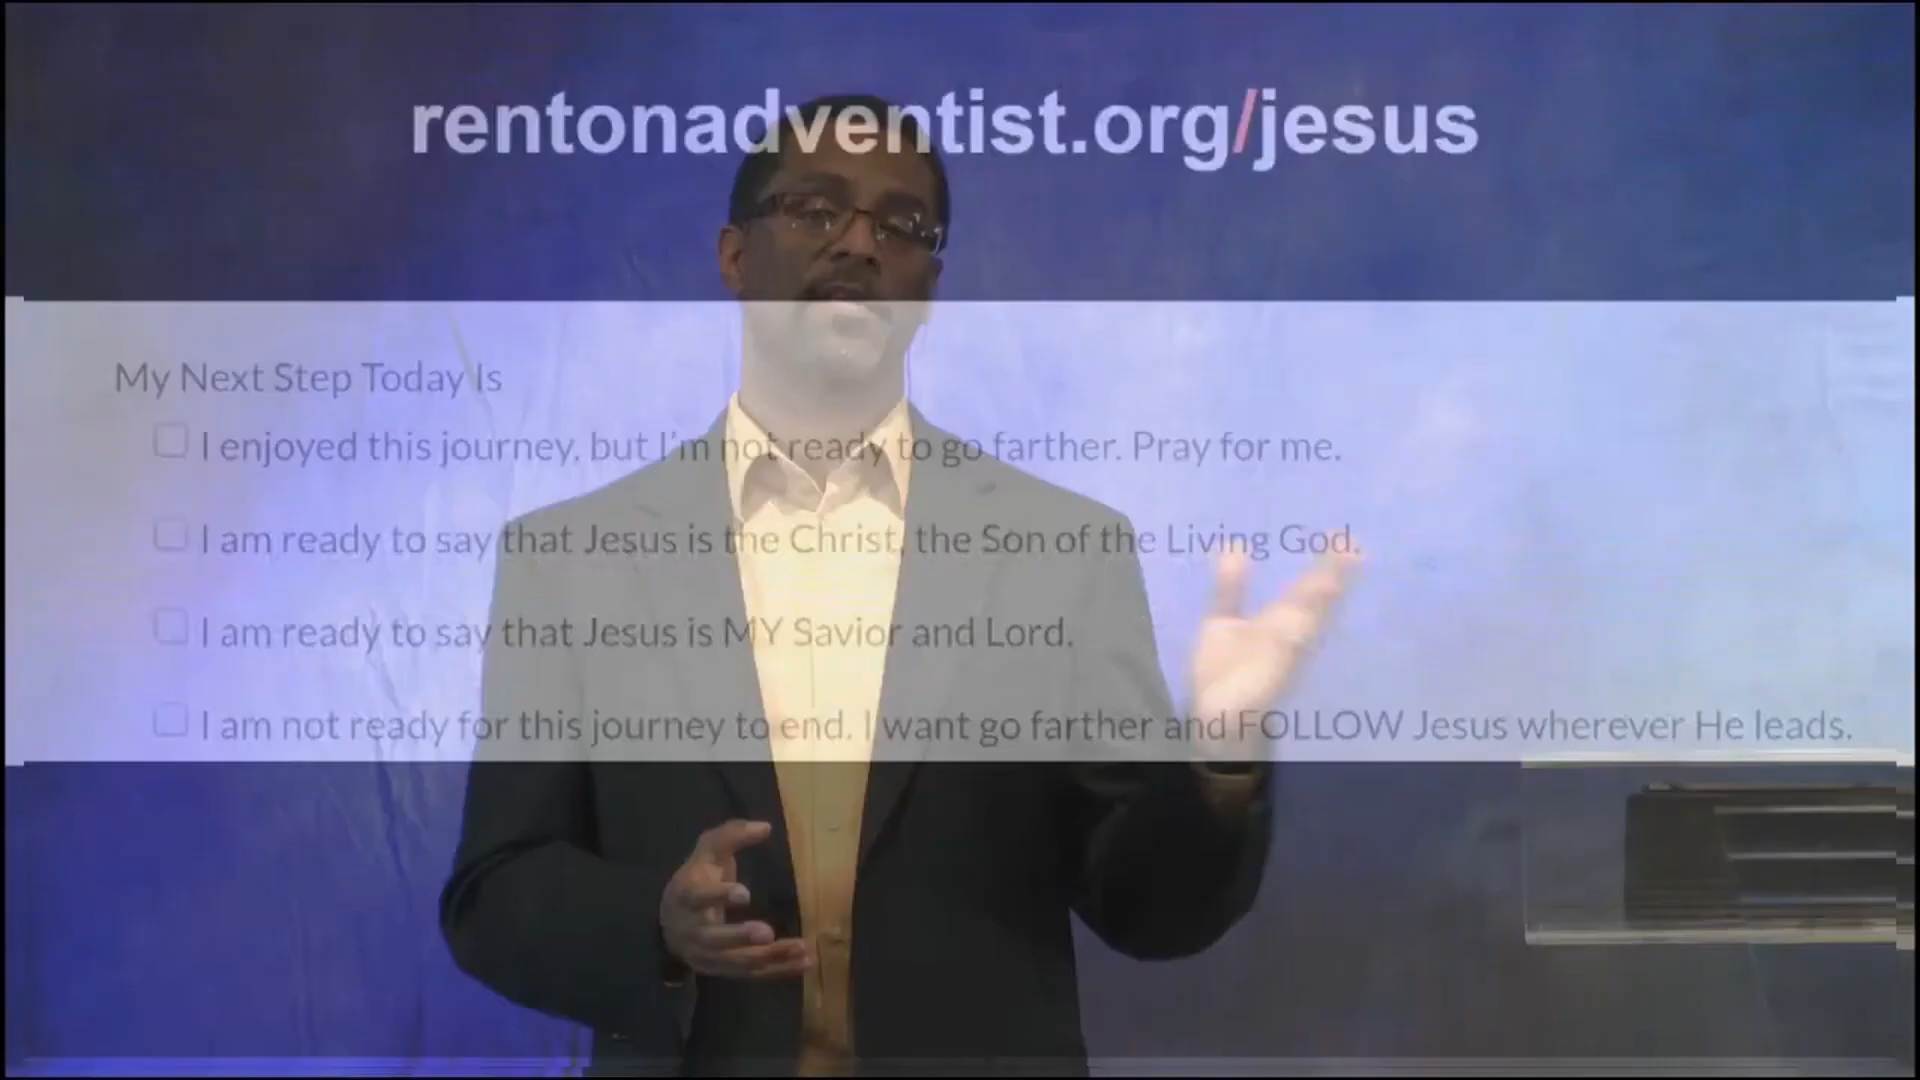 rentonadventist.org/jesus
My Next Step Today Is
I enjoyed this journey, but I'm not ready to go farther. Pray for me.
I am ready to say that Jesus is the Christ, the Son of the Living God.
I am ready to say that Jesus is MY Savior and Lord.
I am not ready for this journey to end. I want go farther and FOLLOW Jesus wherever He leads.